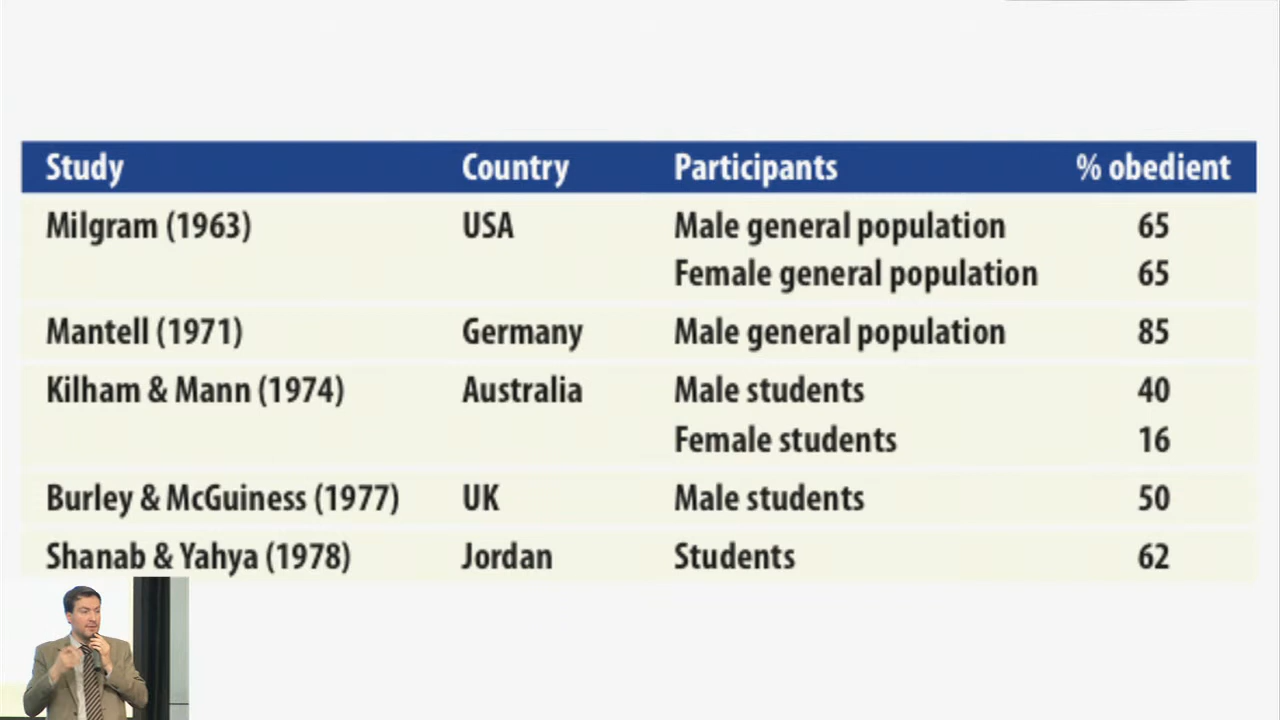 Study Country Participants % obedient
Milgram (1963) USA Male general population 65
Female general population 65
Mantell (1971) Germany Male general population 85
Kilham & Mann (1974) Australia Male students 40
Female students 16
Burley & McGuiness (1977) UK Male students 50
Shanab & Yahya (1978) Jordan Students 62